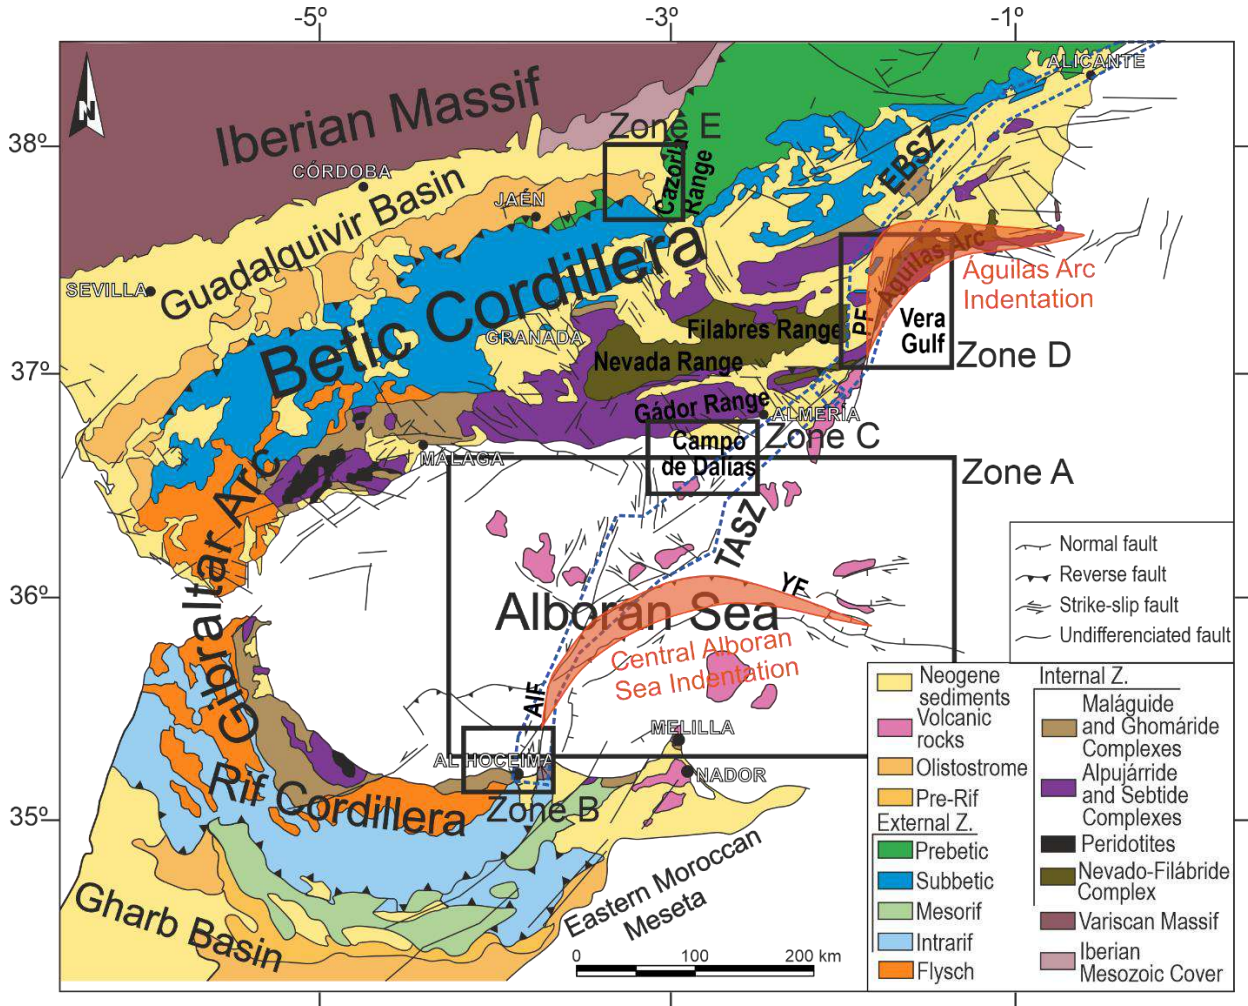 -5º
-3º
-1º
38º
37º
36º
35º
N
Iberian Massif
CÓRDOBA
Guadalquivir Basin
JAÉN
SEVILLA
Zone E
Cazorla
Range
ALICANTE
EBSZ
Betic Cordillera
GRANADA
Filabres Range
Nevada Range
Gádor Range
ALMERÍA
PF
Águilas Arc
Águilas Arc
Indentation
Vera
Gulf
Zone D
Zone C
Campo
de Dalías
MÁLAGA
Zone A
TASZ
YF
Gibraltar Arc
Alboran Sea
Central Alboran
Sea Indentation
AIF
MELILLA
AL HOCEIMA
NADOR
Zone B
Rif Cordillera
Gharb Basin
Eastern Moroccan
Meseta
0
100
200 km
Normal fault
Reverse fault
Strike-slip fault
Undifferenciated fault
Neogene
sediments
Volcanic
rocks
Olistostrome
Pre-Rif
External Z.
Prebetic
Subbetic
Mesorif
Intrarif
Flysch
Internal Z.
Maláguide
and Ghomáride
Complexes
Alpujárride
and Sebtide
Complexes
Peridotites
Nevado-Filábride
Complex
Variscan Massif
Iberian
Mesozoic Cover